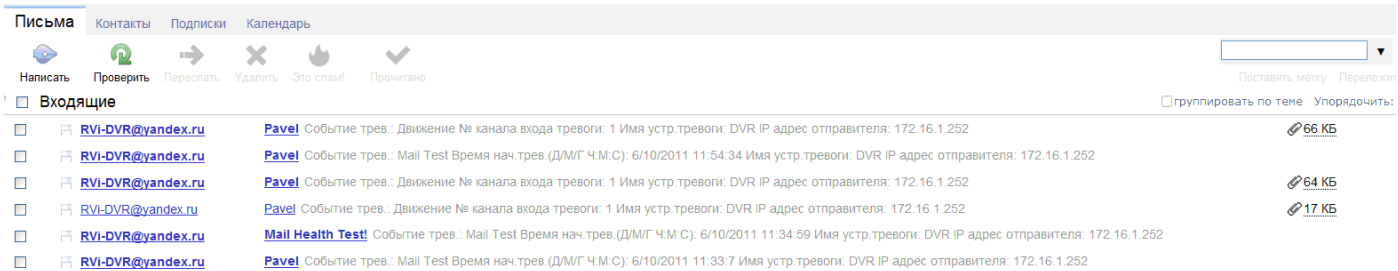 Письма Контакты Подписки Календарь
Написать Проверить Переслать Удалить Это спам! Прочитано Поставить метку Переложит
Входящие группировать по теме Упорядочить:
RVi-DVR@yandex.ru Pavel Событие трев.: Движение № канала входа тревоги: 1 Имя устр.тревоги: DVR IP адрес отправителя: 172.16.1.252 66 КБ
RVi-DVR@yandex.ru Pavel Событие трев.: Mail Test Время нач.трев.(Д/М/Г Ч:М:С): 6/10/2011 11:54:34 Имя устр.тревоги: DVR IP адрес отправителя: 172.16.1.252
RVi-DVR@yandex.ru Pavel Событие трев.: Движение № канала входа тревоги: 1 Имя устр.тревоги: DVR IP адрес отправителя: 172.16.1.252 64 КБ
RVi-DVR@yandex.ru Pavel Событие трев.: Движение № канала входа тревоги: 1 Имя устр.тревоги: DVR IP адрес отправителя: 172.16.1.252 17 КБ
RVi-DVR@yandex.ru Mail Health Test! Событие трев.: Mail Test Время нач.трев.(Д/М/Г Ч:М:С): 6/10/2011 11:34:59 Имя устр.тревоги: DVR IP адрес отправителя: 172.16.1.252
RVi-DVR@yandex.ru Pavel Событие трев.: Mail Test Время нач.трев.(Д/М/Г Ч:М:С): 6/10/2011 11:33:7 Имя устр.тревоги: DVR IP адрес отправителя: 172.16.1.252